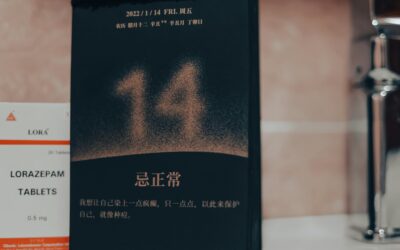 2022 / 1 / 14 FRI. 周五
14
忌正常
我想让自己染上一点疯癫，只一点点，以此来保护
自己，就像种痘。
LORA
LORAZEPAM
TABLETS
0.5 mg